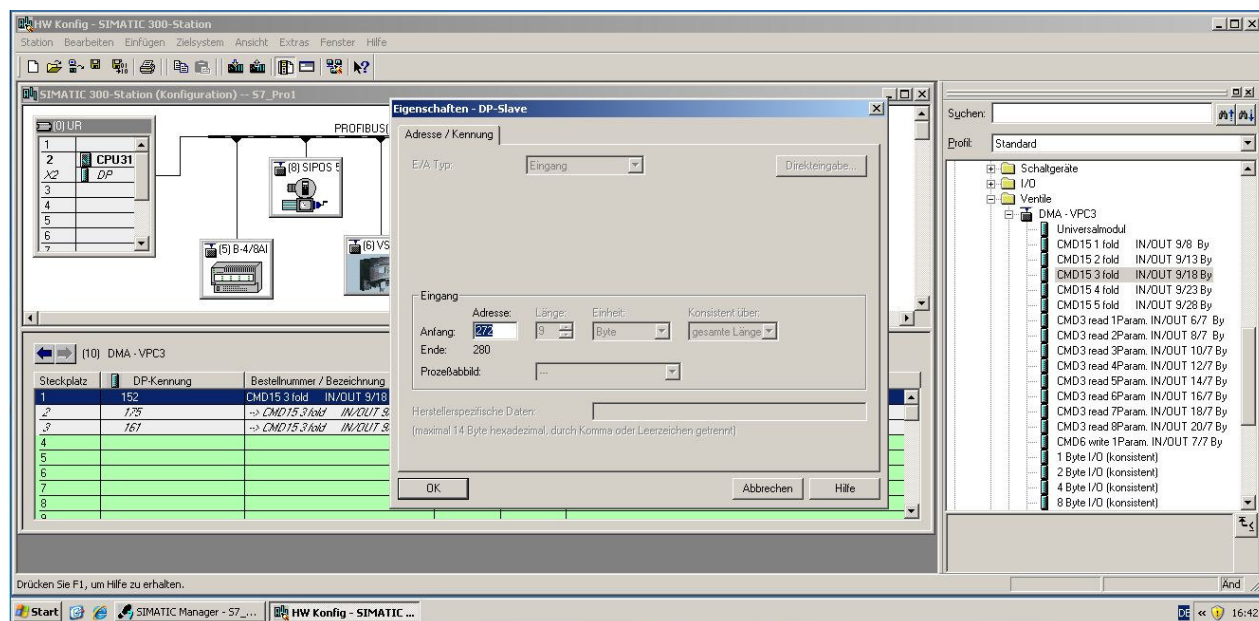 HW Konfig - SIMATIC 300-Station
Station Bearbeiten Einfügen Zielsystem Ansicht Extras Fenster Hilfe
SIMATIC 300-Station (Konfiguration) -- S7_Pro1
(0) UR
1
2 CPU31
X2 DP
3
4
5
6
7
PROFIBUS(
(8) SIPOS 5
(5) B-4/8AI
(6) VS
(10) DMA - VPC3
Steckplatz DP-Kennung Bestellnummer / Bezeichnung
1 152 CMD15 3 fold IN/OUT 9/18
2 175 --> CMD15 3 fold IN/OUT 9/
3 161 --> CMD15 3 fold IN/OUT 9/
4
5
6
7
8
9
Eigenschaften - DP-Slave
Adresse / Kennung
E/A Typ: Eingang Direkteingabe...
Eingang
Adresse: Länge: Einheit: Konsistent über:
Anfang: 272 9 Byte gesamte Länge
Ende: 280
Prozeßabbild: ---
Herstellerspezifische Daten:
(maximal 14 Byte hexadezimal, durch Komma oder Leerzeichen getrennt)
OK Abbrechen Hilfe
Suchen:
Profil: Standard
Schaltgeräte
I/O
Ventile
DMA - VPC3
Universalmodul
CMD15 1 fold IN/OUT 9/8 By
CMD15 2 fold IN/OUT 9/13 By
CMD15 3 fold IN/OUT 9/18 By
CMD15 4 fold IN/OUT 9/23 By
CMD15 5 fold IN/OUT 9/28 By
CMD3 read 1Param. IN/OUT 6/7 By
CMD3 read 2Param. IN/OUT 8/7 By
CMD3 read 3Param. IN/OUT 10/7 By
CMD3 read 4Param. IN/OUT 12/7 By
CMD3 read 5Param. IN/OUT 14/7 By
CMD3 read 6Param IN/OUT 16/7 By
CMD3 read 7Param. IN/OUT 18/7 By
CMD3 read 8Param. IN/OUT 20/7 By
CMD6 write 1Param. IN/OUT 7/7 By
1 Byte I/O (konsistent)
2 Byte I/O (konsistent)
4 Byte I/O (konsistent)
8 Byte I/O (konsistent)
Drücken Sie F1, um Hilfe zu erhalten.
Änd
Start SIMATIC Manager - S7_... HW Konfig - SIMATIC ... DE « 16:42